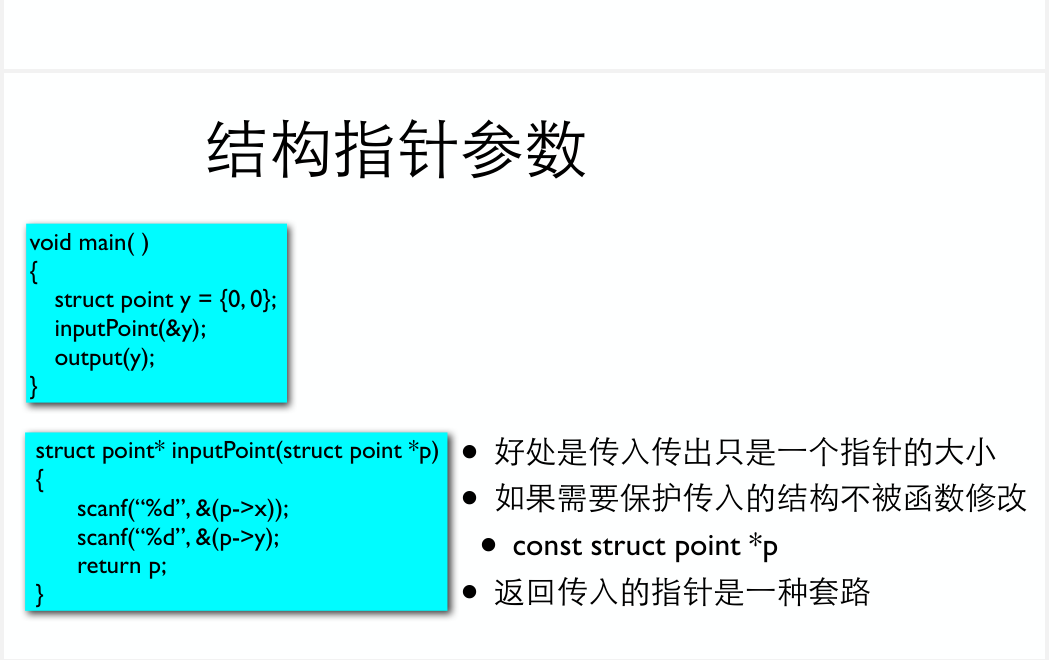 结构指针参数
void main( )
{
struct point y = {0, 0};
inputPoint(&y);
output(y);
}
struct point* inputPoint(struct point *p)
{
scanf(“%d”, &(p->x));
scanf(“%d”, &(p->y);
return p;
}
• 好处是传入传出只是一个指针的大小
• 如果需要保护传入的结构不被函数修改
• const struct point *p
• 返回传入的指针是一种套路